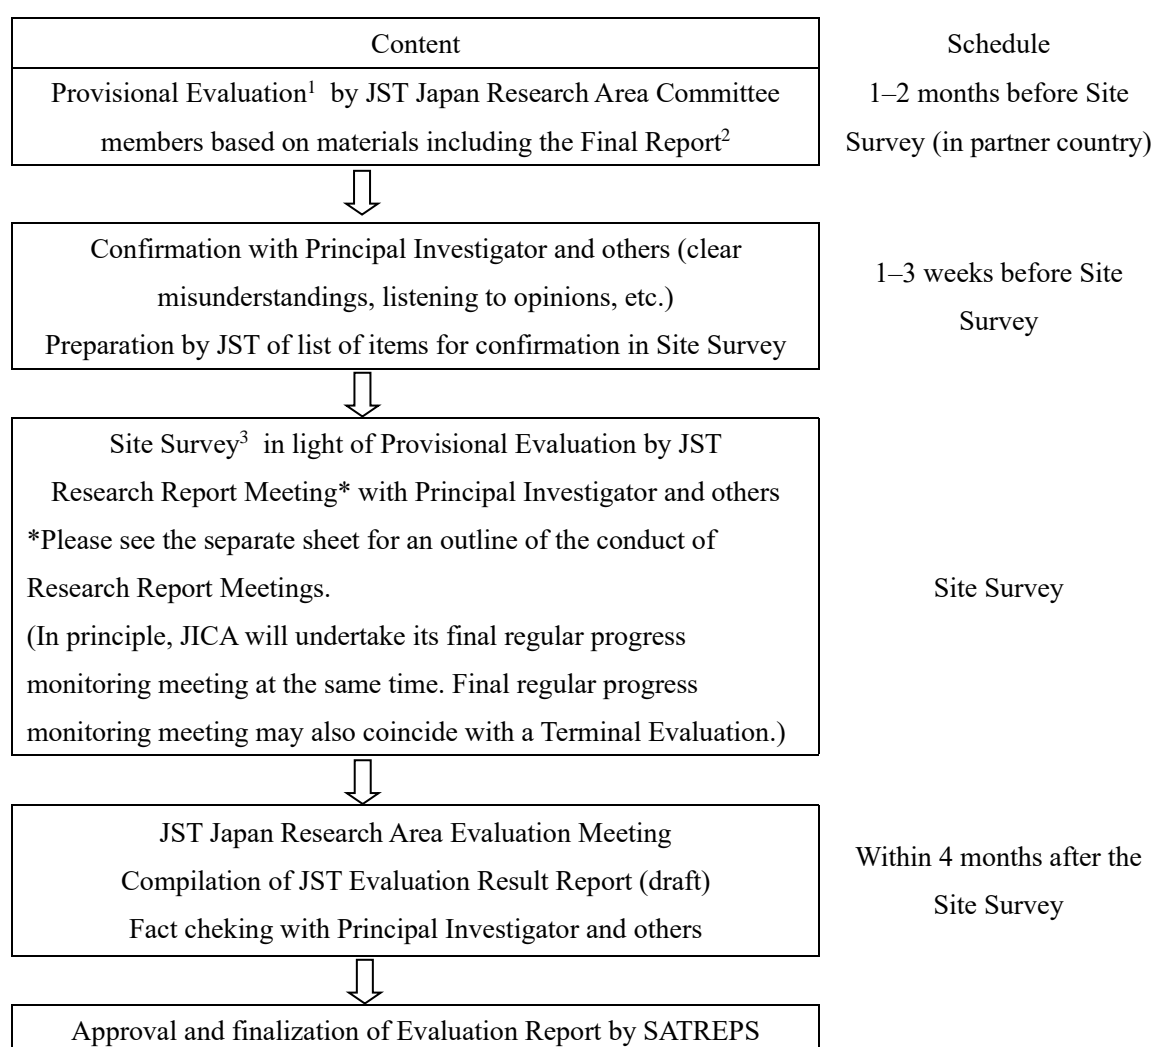 Content
Schedule
Provisional Evaluation1 by JST Japan Research Area Committee
members based on materials including the Final Report2
1–2 months before Site
Survey (in partner country)
Confirmation with Principal Investigator and others (clear
misunderstandings, listening to opinions, etc.)
Preparation by JST of list of items for confirmation in Site Survey
1–3 weeks before Site
Survey
Site Survey3 in light of Provisional Evaluation by JST
Research Report Meeting* with Principal Investigator and others
*Please see the separate sheet for an outline of the conduct of
Research Report Meetings.
(In principle, JICA will undertake its final regular progress
monitoring meeting at the same time. Final regular progress
monitoring meeting may also coincide with a Terminal Evaluation.)
Site Survey
JST Japan Research Area Evaluation Meeting
Compilation of JST Evaluation Result Report (draft)
Fact cheking with Principal Investigator and others
Within 4 months after the
Site Survey
Approval and finalization of Evaluation Report by SATREPS